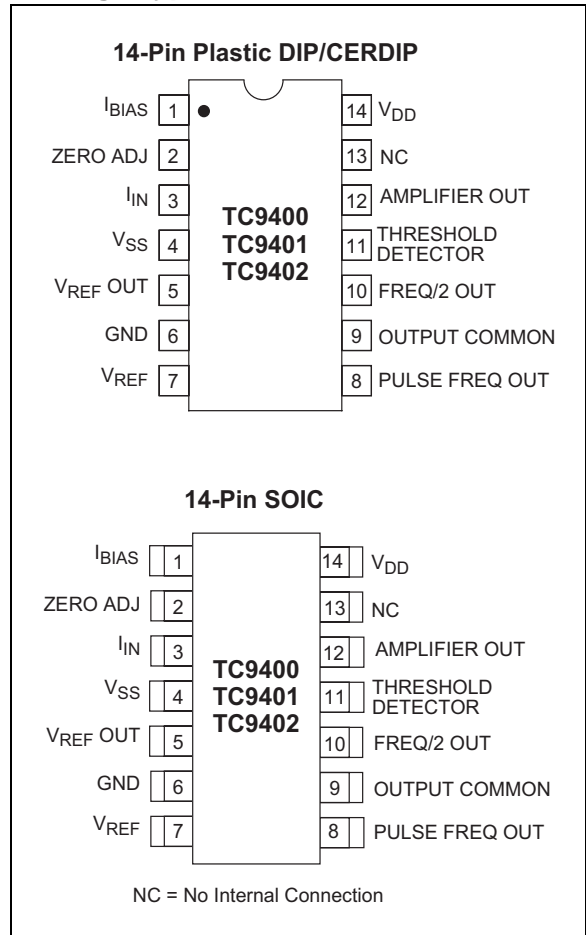 14-Pin Plastic DIP/CERDIP
IBIAS 1 14 VDD
ZERO ADJ 2 13 NC
IIN 3 12 AMPLIFIER OUT
VSS 4 11 THRESHOLD DETECTOR
VREF OUT 5 10 FREQ/2 OUT
GND 6 9 OUTPUT COMMON
VREF 7 8 PULSE FREQ OUT
TC9400
TC9401
TC9402
14-Pin SOIC
IBIAS 1 14 VDD
ZERO ADJ 2 13 NC
IIN 3 12 AMPLIFIER OUT
VSS 4 11 THRESHOLD DETECTOR
VREF OUT 5 10 FREQ/2 OUT
GND 6 9 OUTPUT COMMON
VREF 7 8 PULSE FREQ OUT
TC9400
TC9401
TC9402
NC = No Internal Connection